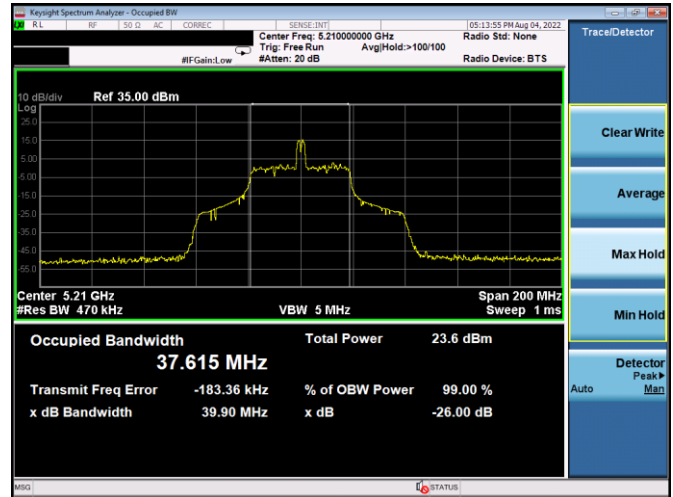 Keysight Spectrum Analyzer - Occupied BW
RL RF 50 Ω AC CORREC SENSE:INT 05:13:55 PM Aug 04, 2022
Center Freq: 5.210000000 GHz Radio Std: None
Trig: Free Run Avg|Hold:>100/100
#IFGain:Low #Atten: 20 dB Radio Device: BTS
Trace/Detector
10 dB/div Ref 35.00 dBm
Log
25.0
15.0
5.00
-5.00
-15.0
-25.0
-35.0
-45.0
-55.0
Center 5.21 GHz Span 200 MHz
#Res BW 470 kHz VBW 5 MHz Sweep 1 ms
Occupied Bandwidth Total Power 23.6 dBm
37.615 MHz
Transmit Freq Error -183.36 kHz % of OBW Power 99.00 %
x dB Bandwidth 39.90 MHz x dB -26.00 dB
Clear Write
Average
Max Hold
Min Hold
Detector
Peak▶
Auto Man
MSG STATUS